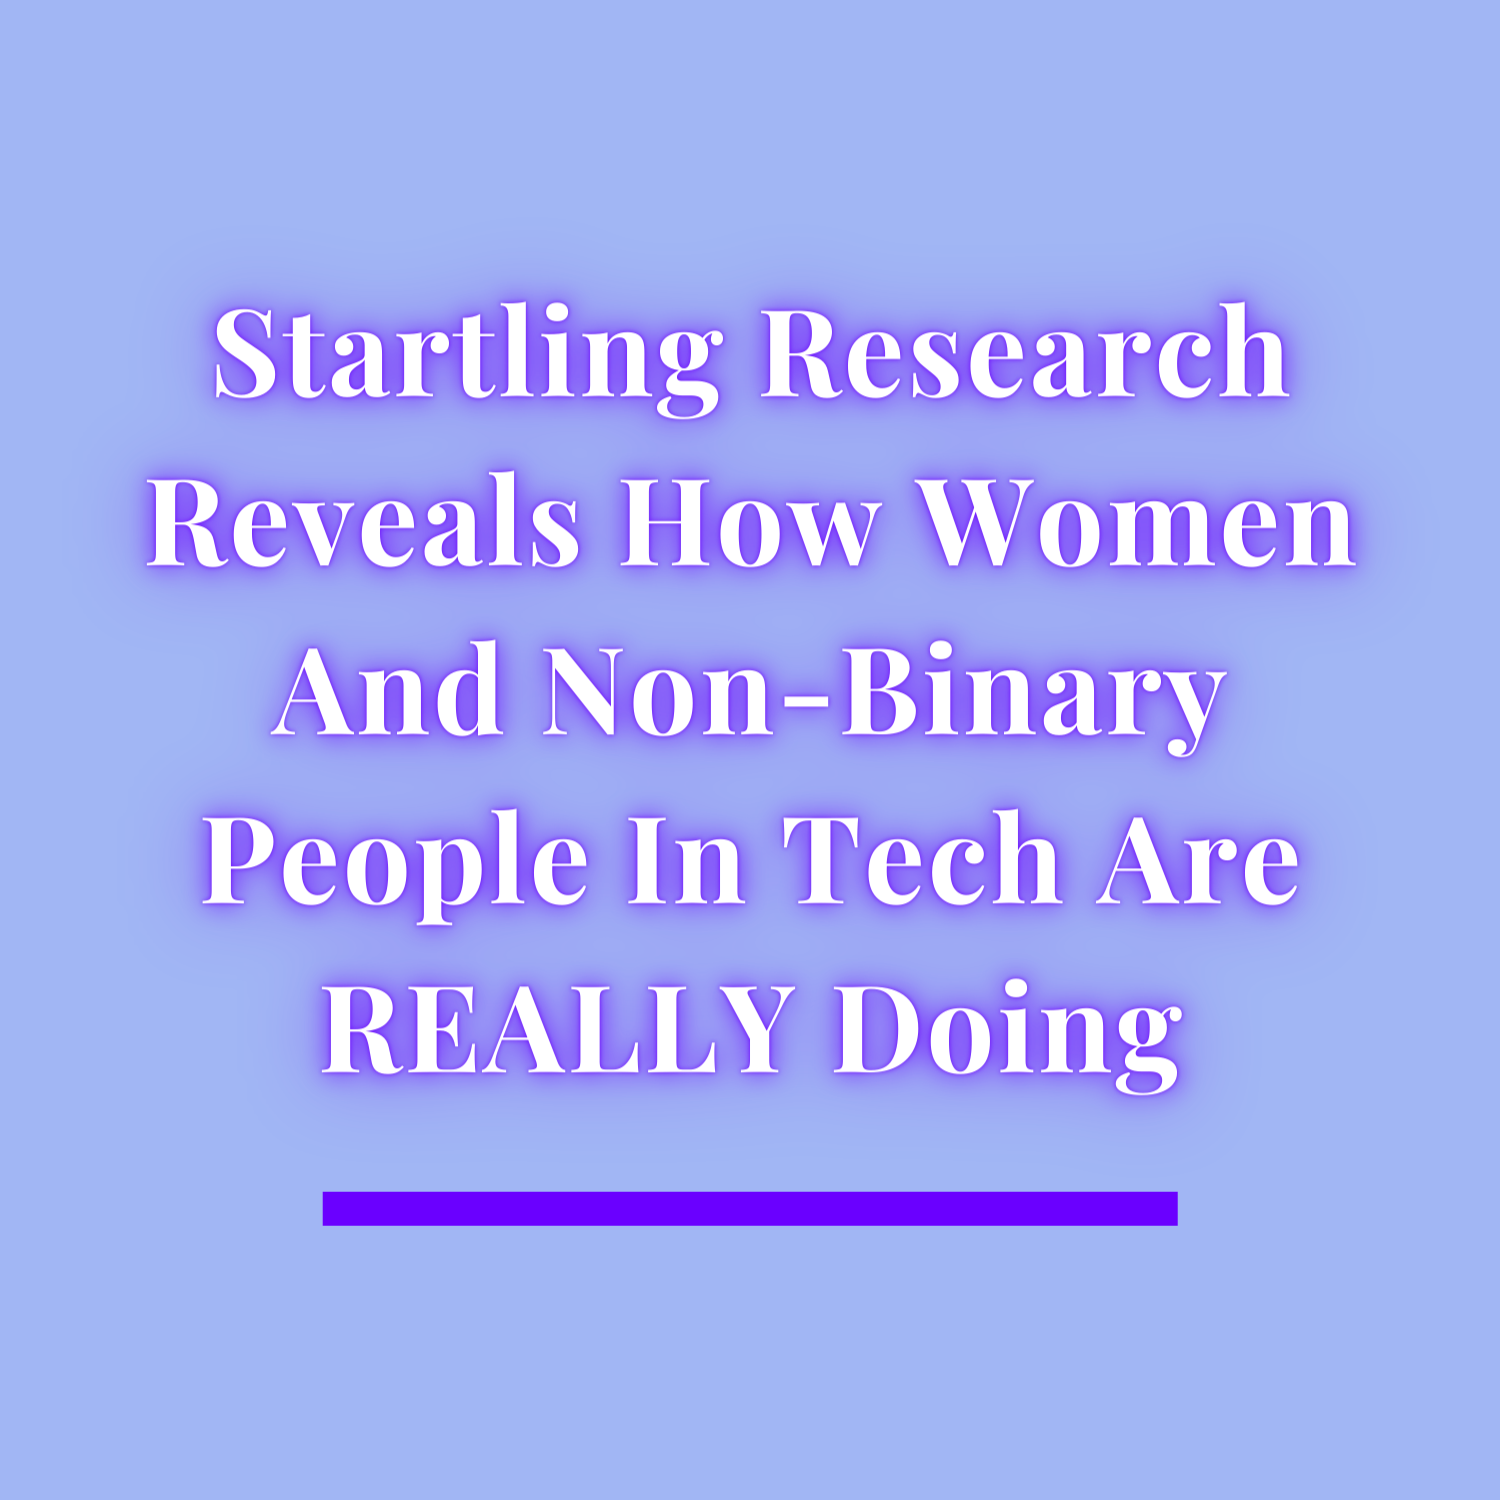 Startling Research
Reveals How Women
And Non-Binary
People In Tech Are
REALLY Doing